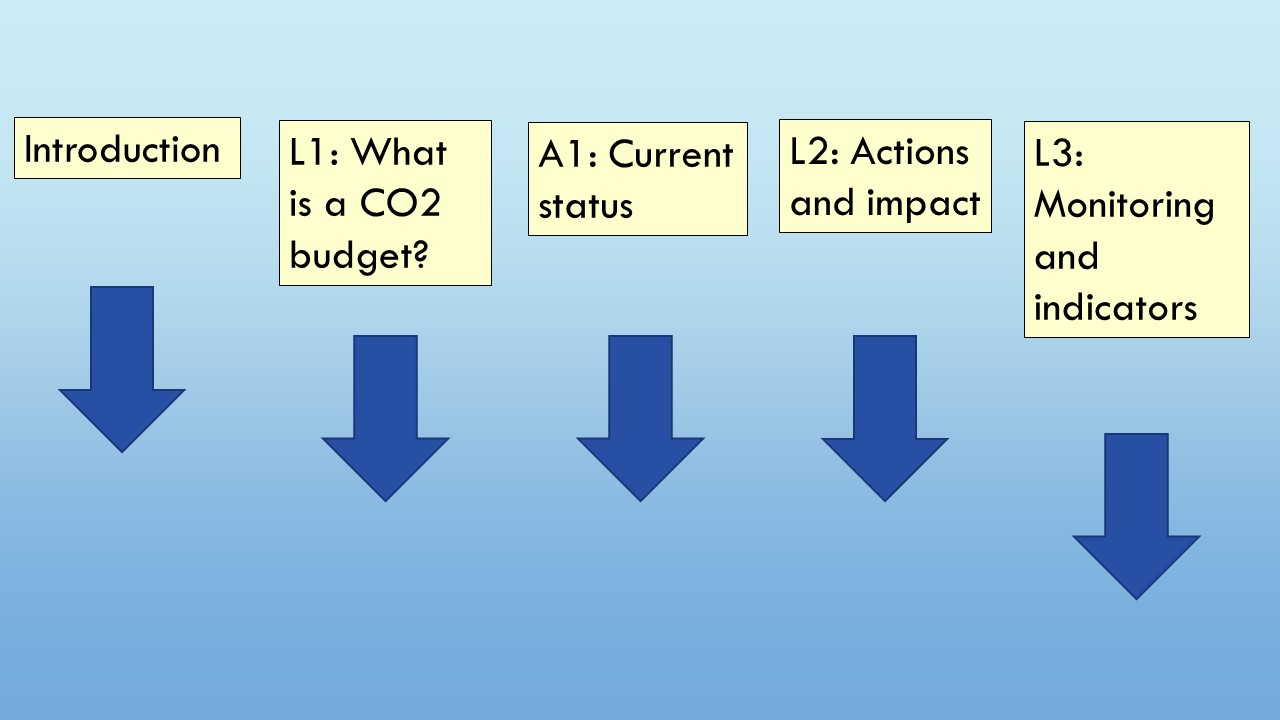 Introduction
L1: What
is a CO2
budget?
A1: Current
status
L2: Actions
and impact
L3:
Monitoring
and
indicators